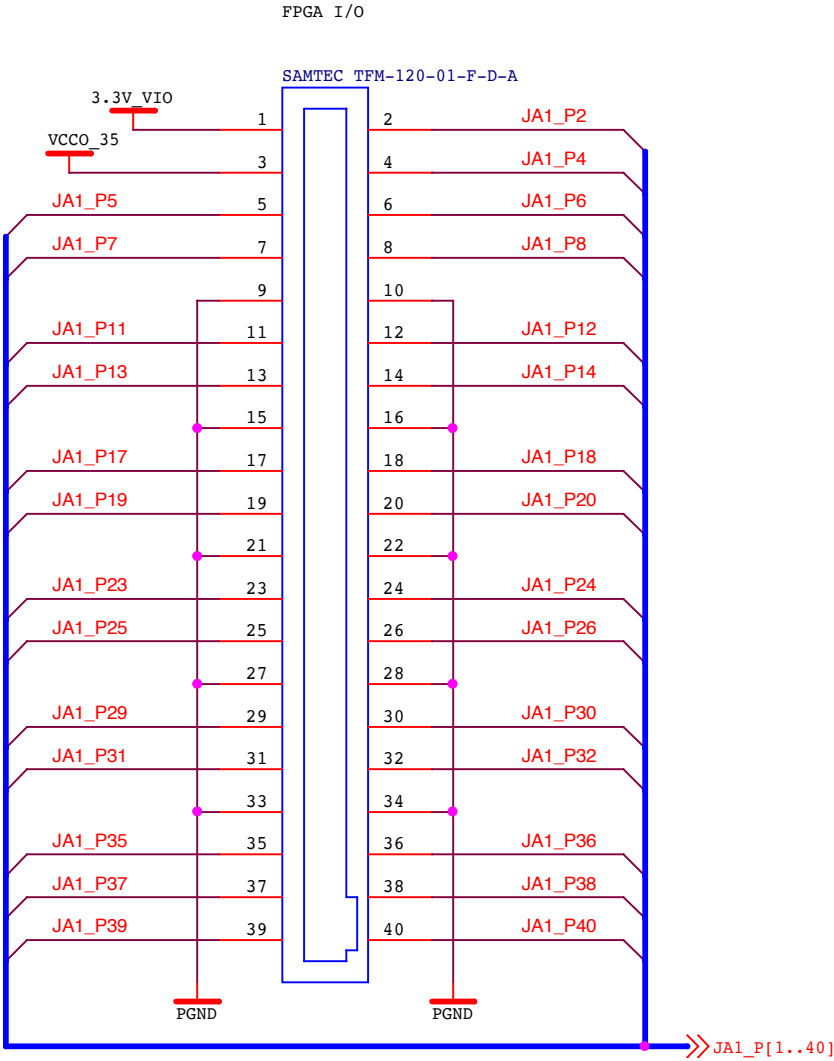 FPGA I/O
SAMTEC TFM-120-01-F-D-A
3.3V_VIO
1 2 JA1_P2
VCCO_35
3 4 JA1_P4
JA1_P5 5 6 JA1_P6
JA1_P7 7 8 JA1_P8
9 10
JA1_P11 11 12 JA1_P12
JA1_P13 13 14 JA1_P14
15 16
JA1_P17 17 18 JA1_P18
JA1_P19 19 20 JA1_P20
21 22
JA1_P23 23 24 JA1_P24
JA1_P25 25 26 JA1_P26
27 28
JA1_P29 29 30 JA1_P30
JA1_P31 31 32 JA1_P32
33 34
JA1_P35 35 36 JA1_P36
JA1_P37 37 38 JA1_P38
JA1_P39 39 40 JA1_P40
PGND PGND
JA1_P[1..40]